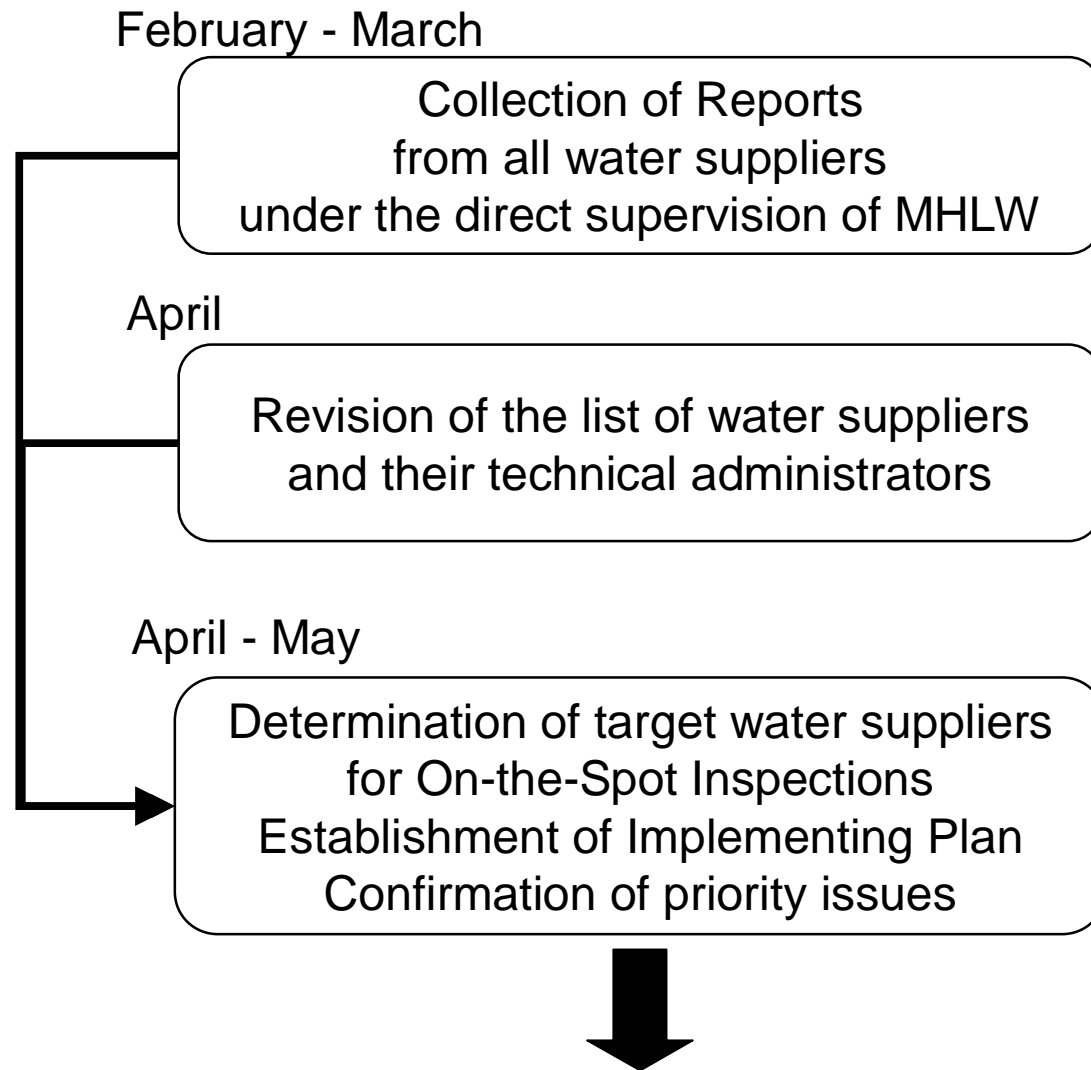 February - March
Collection of Reports
from all water suppliers
under the direct supervision of MHLW
April
Revision of the list of water suppliers
and their technical administrators
April - May
Determination of target water suppliers
for On-the-Spot Inspections
Establishment of Implementing Plan
Confirmation of priority issues